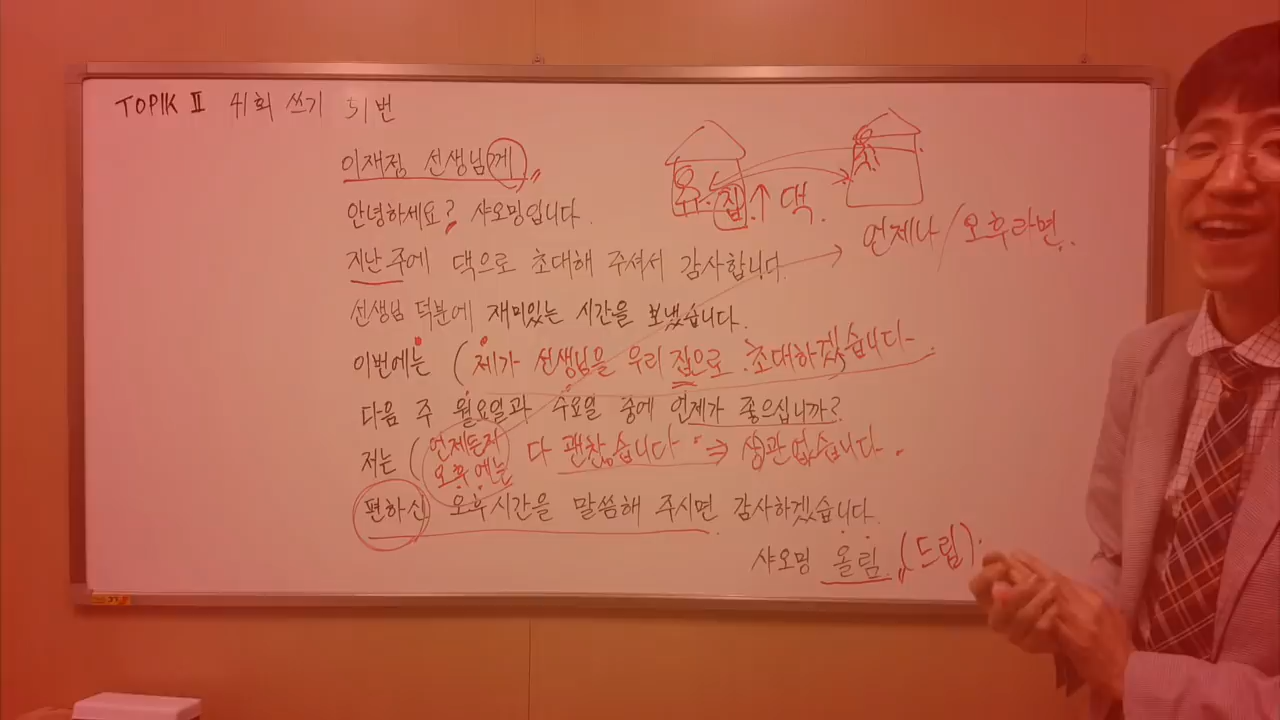 TOPIK Ⅱ 41회 쓰기 51번
이재정 선생님께
안녕하세요? 샤오밍입니다.
지난 주에 댁으로 초대해 주셔서 감사합니다.
선생님 덕분에 재미있는 시간을 보냈습니다.
이번에는 (제가 선생님을 우리 집으로 초대하겠습니다.
다음 주 월요일과 수요일 중에 언제가 좋으십니까?
저는 (언제든지 오후에는 다 괜찮습니다. ⇒ 상관없습니다.
편하신 오후시간을 말씀해 주시면 감사하겠습니다.
샤오밍 올림. (드림).
우리 집 ↑ 댁.
언제나 / 오후라면..